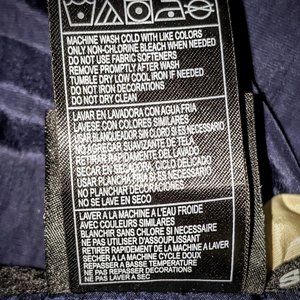 MACHINE WASH COLD WITH LIKE COLORS
ONLY NON-CHLORINE BLEACH WHEN NEEDED
DO NOT USE FABRIC SOFTENERS
REMOVE PROMPTLY AFTER WASH
TUMBLE DRY LOW COOL IRON IF NEEDED
DO NOT IRON DECORATIONS
DO NOT DRY CLEAN
LAVAR EN LAVADORA CON AGUA FRIA
LAVESE CON COLORES SIMILARES
USAR BLANQUEADOR SIN CLORO SI ES NECESARIO
NO AGREGAR SUAVIZANTE DE TELA
RETIRAR RAPIDAMENTE DEL LAVADO
SECAR EN SECADORA, CICLO DELICADO
PLANCHA TIBIA SI ES NECESARIO
NO PLANCHAR DECORACIONES
NO SE LAVE EN SECO
LAVER A LA MACHINE A L'EAU FROIDE
AVEC COULEURS SIMILAIRES
BLANCHIR SANS CHLORE SI NECESSAIRE
NE PAS UTILISER D'ASSOUPLISSANT
RETIRER RAPIDEMENT DE LA MACHINE
SECHER A LA MACHINE CYCLE DOUX
REPASSER A BASSE TEMPERATURE
NE PAS REPASSER DECORATIONS
NE PAS LAVER A SEC